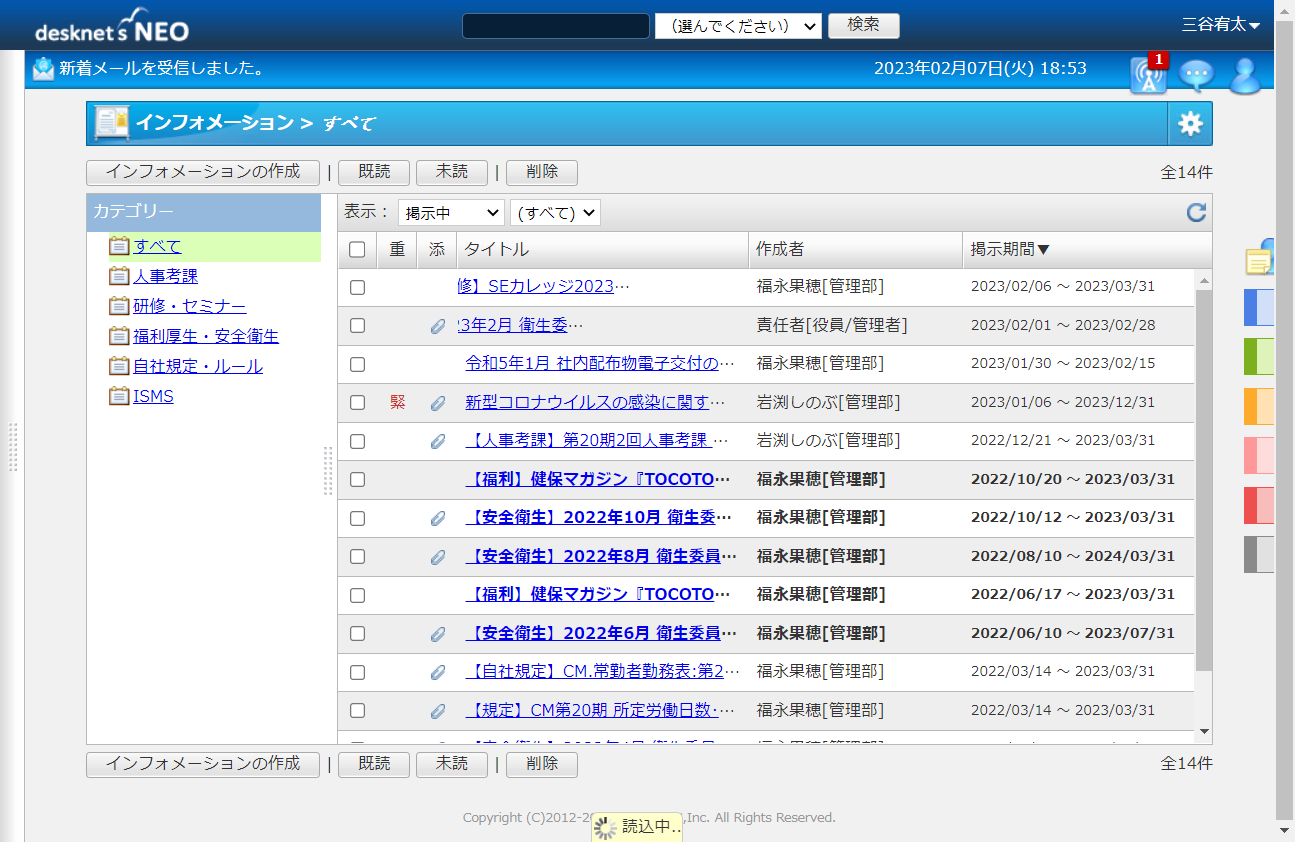 desknet's NEO
（選んでください）
検索
三谷宥太
新着メールを受信しました。
2023年02月07日(火) 18:53
1
インフォメーション > すべて
インフォメーションの作成 | 既読 未読 | 削除
全14件
カテゴリー
すべて
人事考課
研修・セミナー
福利厚生・安全衛生
自社規定・ルール
ISMS
表示： 掲示中 (すべて)
重 添 タイトル 作成者 掲示期間▼
修】SEカレッジ2023… 福永果穂[管理部] 2023/02/06 ～ 2023/03/31
23年2月 衛生委… 責任者[役員/管理者] 2023/02/01 ～ 2023/02/28
令和5年1月 社内配布物電子交付の… 福永果穂[管理部] 2023/01/30 ～ 2023/02/15
緊 新型コロナウイルスの感染に関す… 岩渕しのぶ[管理部] 2023/01/06 ～ 2023/12/31
【人事考課】第20期2回人事考課 … 岩渕しのぶ[管理部] 2022/12/21 ～ 2023/03/31
【福利】健保マガジン『TOCOTO… 福永果穂[管理部] 2022/10/20 ～ 2023/03/31
【安全衛生】2022年10月 衛生委… 福永果穂[管理部] 2022/10/12 ～ 2023/03/31
【安全衛生】2022年8月 衛生委員… 福永果穂[管理部] 2022/08/10 ～ 2024/03/31
【福利】健保マガジン『TOCOTO… 福永果穂[管理部] 2022/06/17 ～ 2023/03/31
【安全衛生】2022年6月 衛生委員… 福永果穂[管理部] 2022/06/10 ～ 2023/07/31
【自社規定】CM.常勤者勤務表:第2… 福永果穂[管理部] 2022/03/14 ～ 2023/03/31
【規定】CM第20期 所定労働日数・… 福永果穂[管理部] 2022/03/14 ～ 2023/03/31
インフォメーションの作成 | 既読 未読 | 削除
全14件
Copyright (C)2012-2 ,Inc. All Rights Reserved.
読込中..